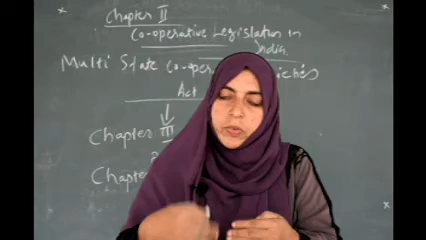 Chapter II
Co-operative Legislation in
India
Multi State Co-oper
Act
Chapter III
Chapter